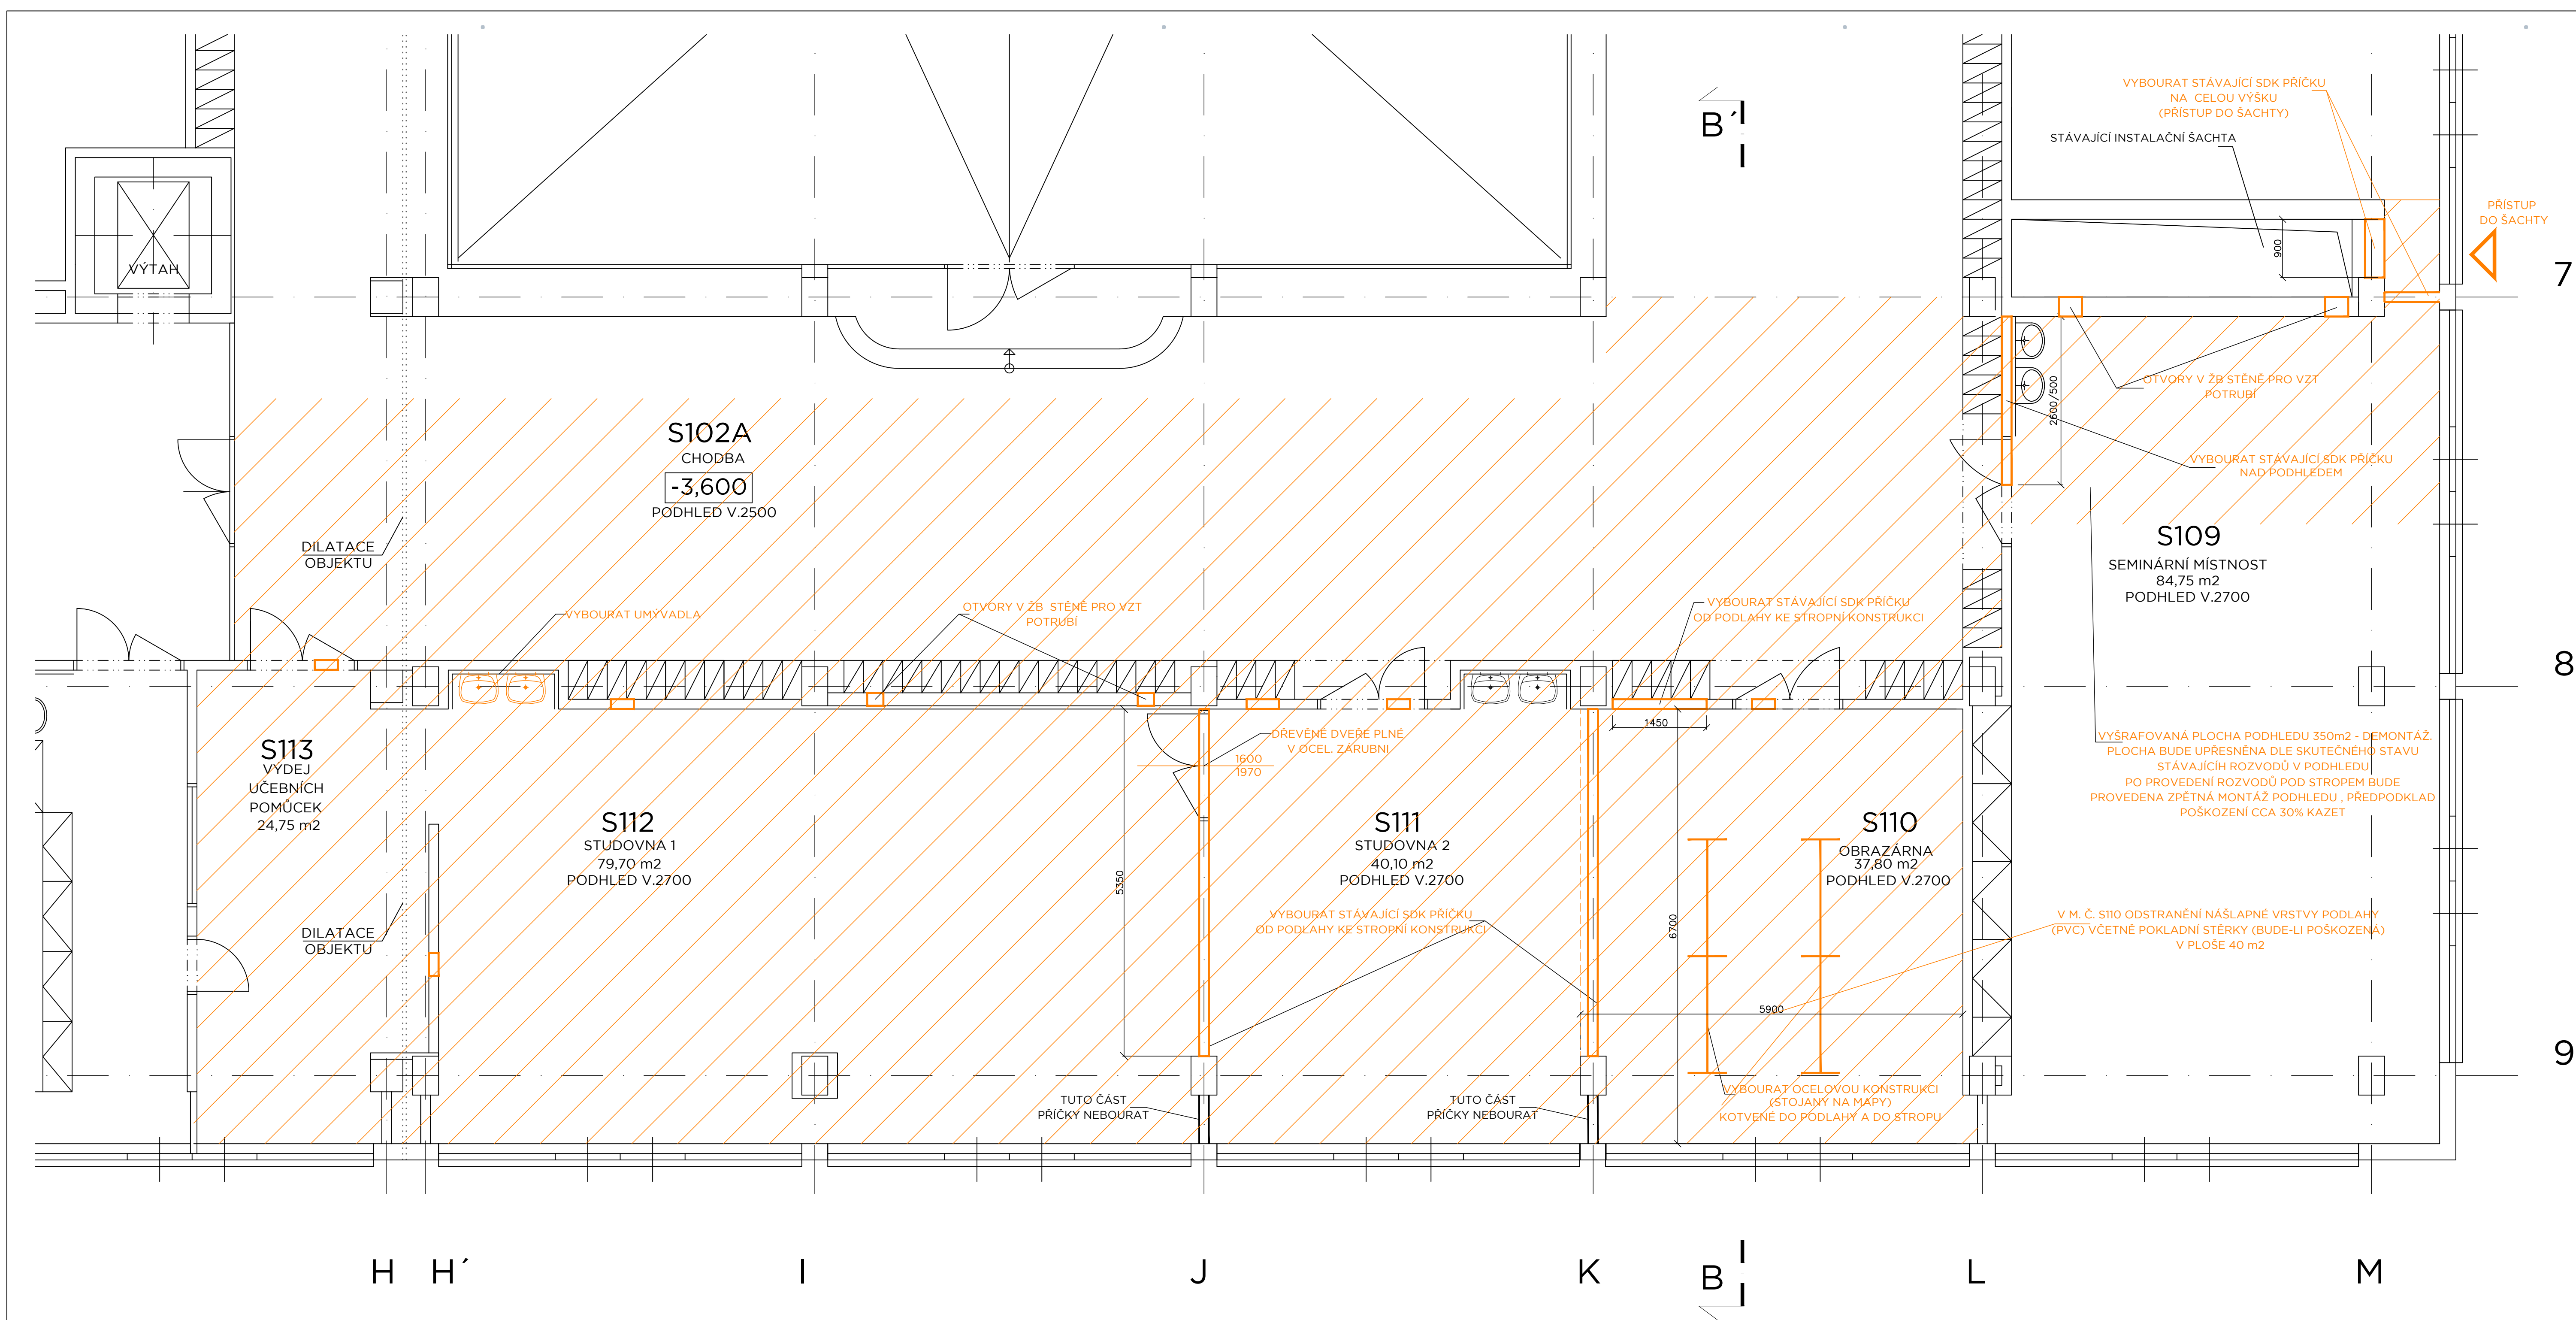 B´
VYBOURAT STÁVAJÍCÍ SDK PŘÍČKU
NA CELOU VÝŠKU
(PŘÍSTUP DO ŠACHTY)
STÁVAJÍCÍ INSTALAČNÍ ŠACHTA
PŘÍSTUP
DO ŠACHTY
900
7
VÝTAH
OTVORY V ŽB STĚNĚ PRO VZT
POTRUBÍ
2600/500
VYBOURAT STÁVAJÍCÍ SDK PŘÍČKU
NAD PODHLEDEM
S102A
CHODBA
-3,600
PODHLED V.2500
DILATACE
OBJEKTU
S109
SEMINÁRNÍ MÍSTNOST
84,75 m2
PODHLED V.2700
VYBOURAT UMÝVADLA
OTVORY V ŽB  STĚNĚ PRO VZT
POTRUBÍ
VYBOURAT STÁVAJÍCÍ SDK PŘÍČKU
OD PODLAHY KE STROPNÍ KONSTRUKCI
8
1450
DŘEVĚNÉ DVEŘE PLNÉ
V OCEL. ZÁRUBNI
1600
1970
S113
VÝDEJ
UČEBNÍCH
POMŮCEK
24,75 m2
S112
STUDOVNA 1
79,70 m2
PODHLED V.2700
5350
S111
STUDOVNA 2
40,10 m2
PODHLED V.2700
S110
OBRAZÁRNA
37,80 m2
PODHLED V.2700
VYŠRAFOVANÁ PLOCHA PODHLEDU 350m2 - DEMONTÁŽ.
PLOCHA BUDE UPŘESNĚNA DLE SKUTEČNÉHO STAVU
STÁVAJÍCÍH ROZVODŮ V PODHLEDU
PO PROVEDENÍ ROZVODŮ POD STROPEM BUDE
PROVEDENA ZPĚTNÁ MONTÁŽ PODHLEDU , PŘEDPODKLAD
POŠKOZENÍ CCA 30% KAZET
DILATACE
OBJEKTU
VYBOURAT STÁVAJÍCÍ SDK PŘÍČKU
OD PODLAHY KE STROPNÍ KONSTRUKCI
6700
V M. Č. S110 ODSTRANĚNÍ NÁŠLAPNÉ VRSTVY PODLAHY
(PVC) VČETNĚ POKLADNÍ STĚRKY (BUDE-LI POŠKOZENÁ)
V PLOŠE 40 m2
5900
9
TUTO ČÁST
PŘÍČKY NEBOURAT
TUTO ČÁST
PŘÍČKY NEBOURAT
VYBOURAT OCELOVOU KONSTRUKCI
(STOJANY NA MAPY)
KOTVENÉ DO PODLAHY A DO STROPU
H H´ I J K B L M